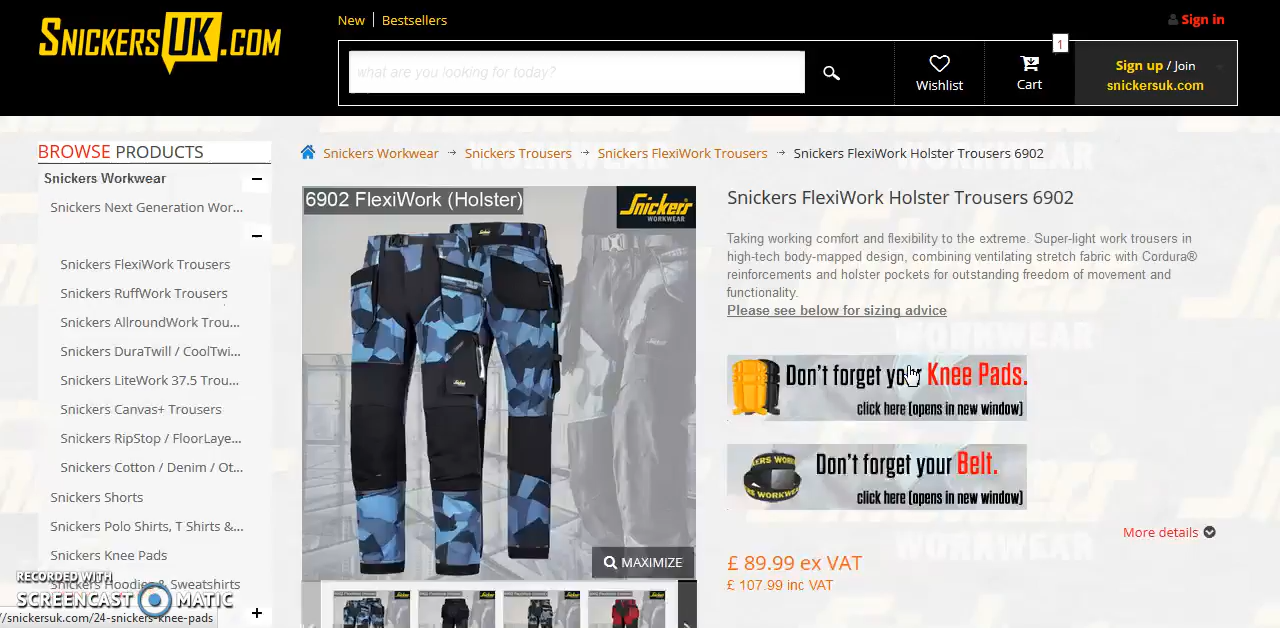 SNICKERSUK.COM
New
Bestsellers
Sign in
what are you looking for today?
Wishlist
1
Cart
Sign up / Join
snickersuk.com
BROWSE PRODUCTS
Snickers Workwear
Snickers Next Generation Wor...
Snickers FlexiWork Trousers
Snickers RuffWork Trousers
Snickers AllroundWork Trou...
Snickers DuraTwill / CoolTwi...
Snickers LiteWork 37.5 Trou...
Snickers Canvas+ Trousers
Snickers RipStop / FloorLaye...
Snickers Cotton / Denim / Ot...
Snickers Shorts
Snickers Polo Shirts, T Shirts &...
Snickers Knee Pads
Snickers Hoodies & Sweatshirts
RECORDED WITH
SCREENCAST MATIC
//snickersuk.com/24-snickers-knee-pads
Snickers Workwear → Snickers Trousers → Snickers FlexiWork Trousers → Snickers FlexiWork Holster Trousers 6902
6902 FlexiWork (Holster)
Snickers
WORKWEAR
MAXIMIZE
Snickers FlexiWork Holster Trousers 6902
Taking working comfort and flexibility to the extreme. Super-light work trousers in
high-tech body-mapped design, combining ventilating stretch fabric with Cordura®
reinforcements and holster pockets for outstanding freedom of movement and
functionality.
Please see below for sizing advice
Don't forget your Knee Pads.
click here (opens in new window)
Don't forget your Belt.
click here (opens in new window)
More details
£ 89.99 ex VAT
£ 107.99 inc VAT